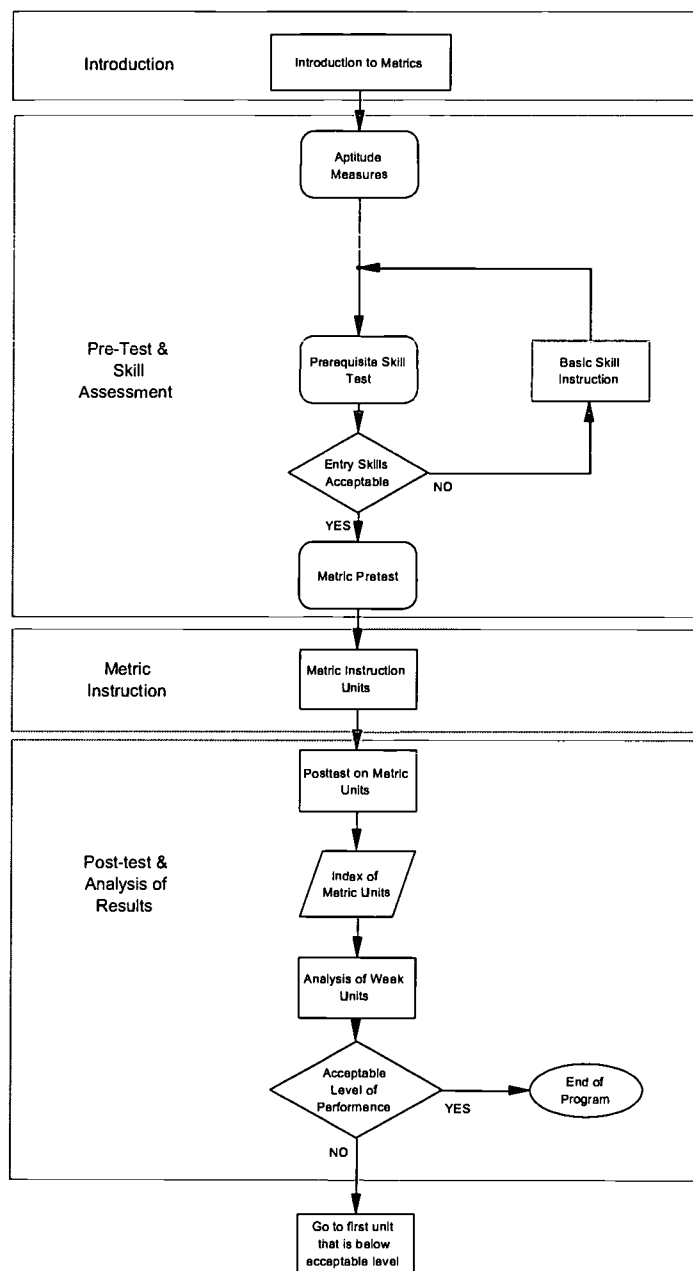 Introduction
Introduction to Metrics
Aptitude
Measures
Pre-Test &
Skill
Assessment
Prerequisite Skill
Test
Basic Skill
Instruction
Entry Skills
Acceptable
NO
YES
Metric Pretest
Metric
Instruction
Metric Instruction
Units
Posttest on Metric
Units
Post-test &
Analysis of
Results
Index of
Metric Units
Analysis of Week
Units
Acceptable
Level of
Performance
YES
End of
Program
NO
Go to first unit
that is below
acceptable level